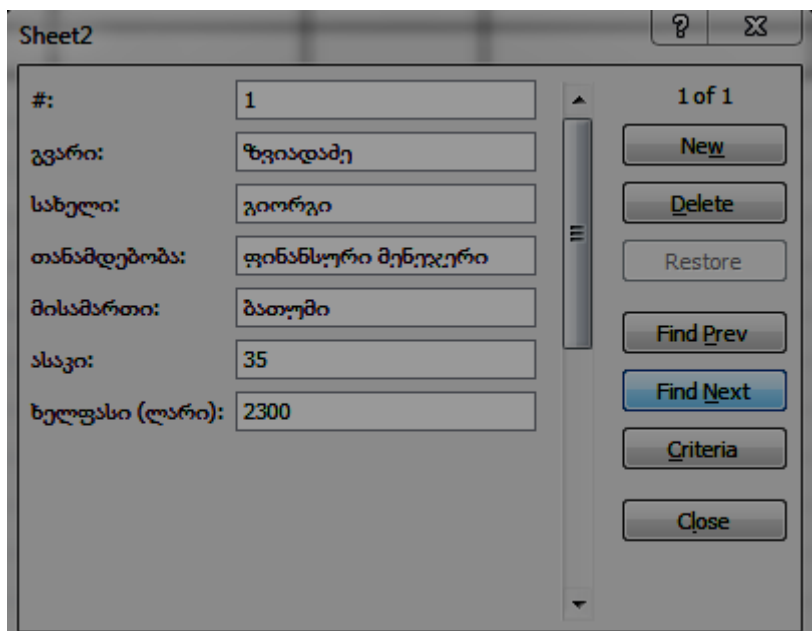 Sheet2
#: 1
გვარი: ზვიადაძე
სახელი: გიორგი
თანამდებობა: ფინანსური მენეჯერი
მისამართი: ბათუმი
ასაკი: 35
ხელფასი (ლარი): 2300
1 of 1
New
Delete
Restore
Find Prev
Find Next
Criteria
Close